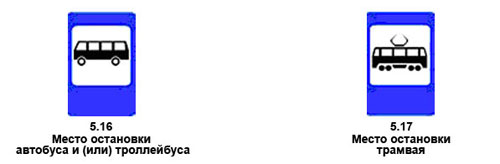 5.16
Место остановки
автобуса и (или) троллейбуса
5.17
Место остановки
трамвая